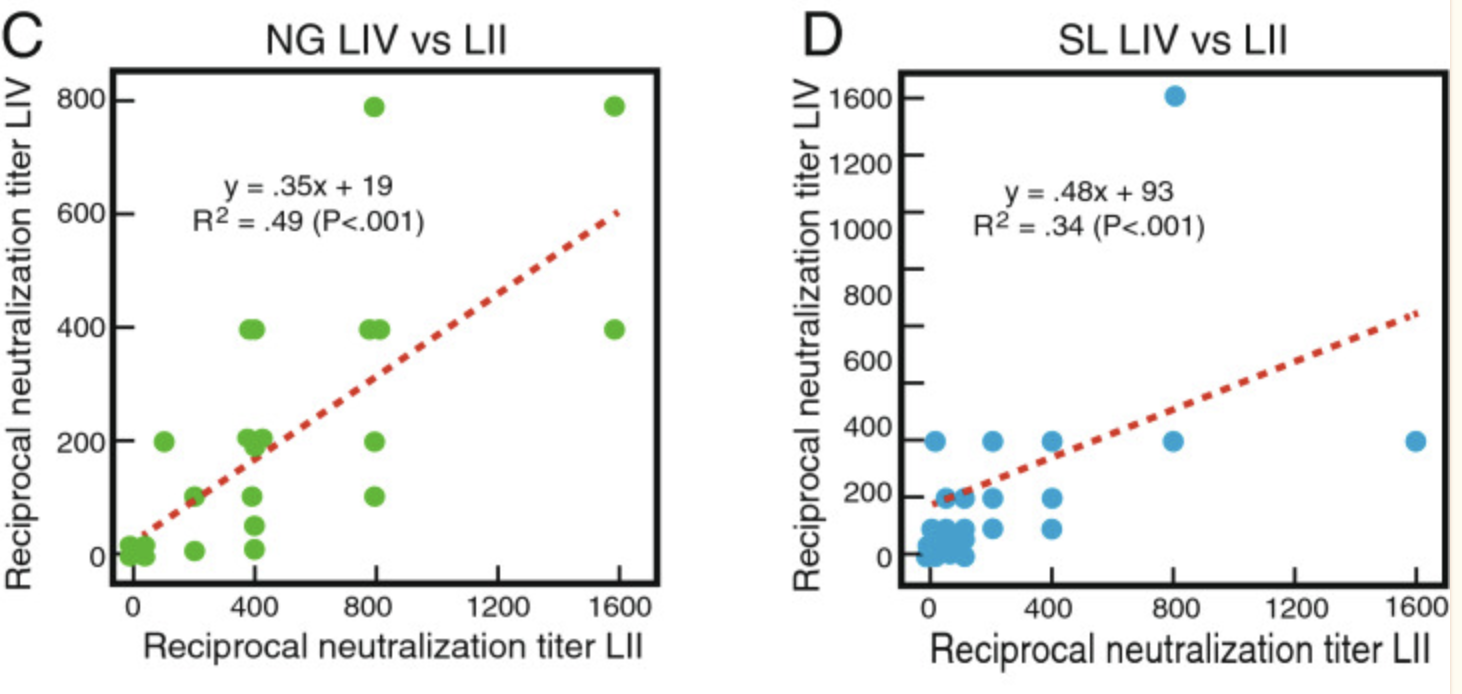 C
NG LIV vs LII
Reciprocal neutralization titer LIV
800
600
400
200
0
y = .35x + 19
R² = .49 (P<.001)
0 400 800 1200 1600
Reciprocal neutralization titer LII
D
SL LIV vs LII
Reciprocal neutralization titer LIV
1600
1200
1000
800
600
400
200
0
y = .48x + 93
R² = .34 (P<.001)
0 400 800 1200 1600
Reciprocal neutralization titer LII